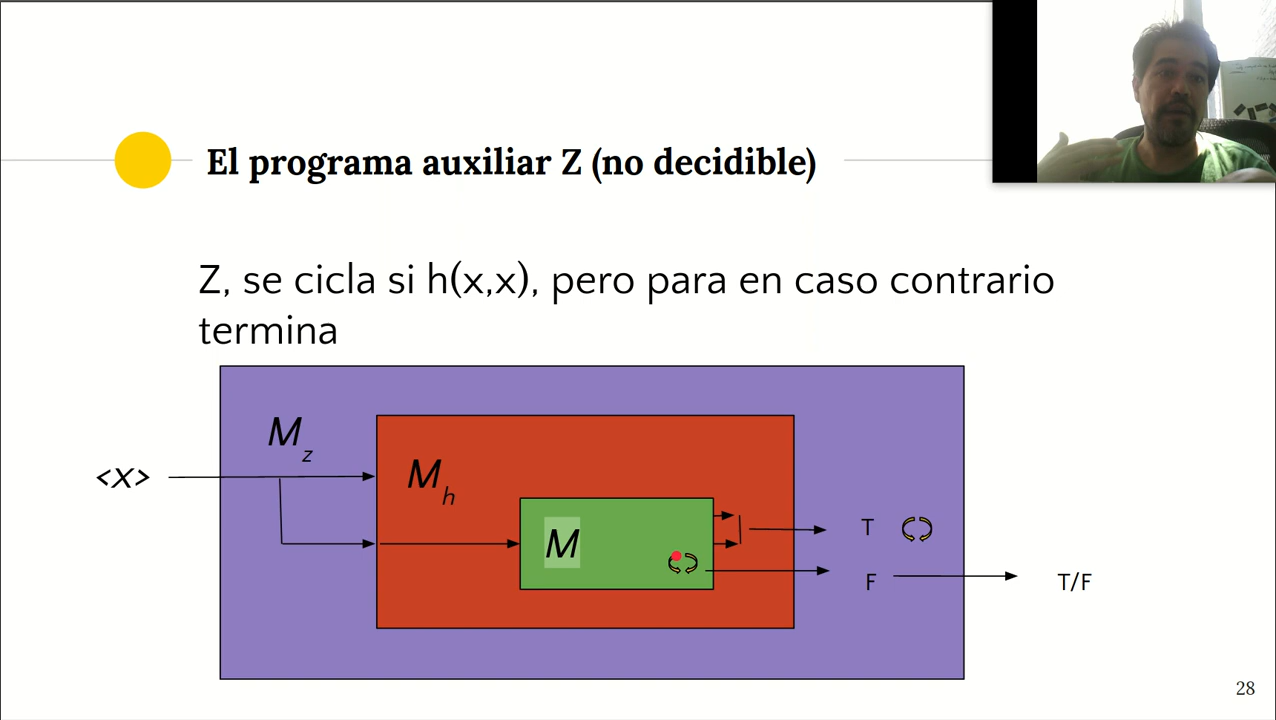 El programa auxiliar Z (no decidible)
Z, se cicla si h(x,x), pero para en caso contrario
termina
M z
<X>
M h
M
T
F
T/F
28